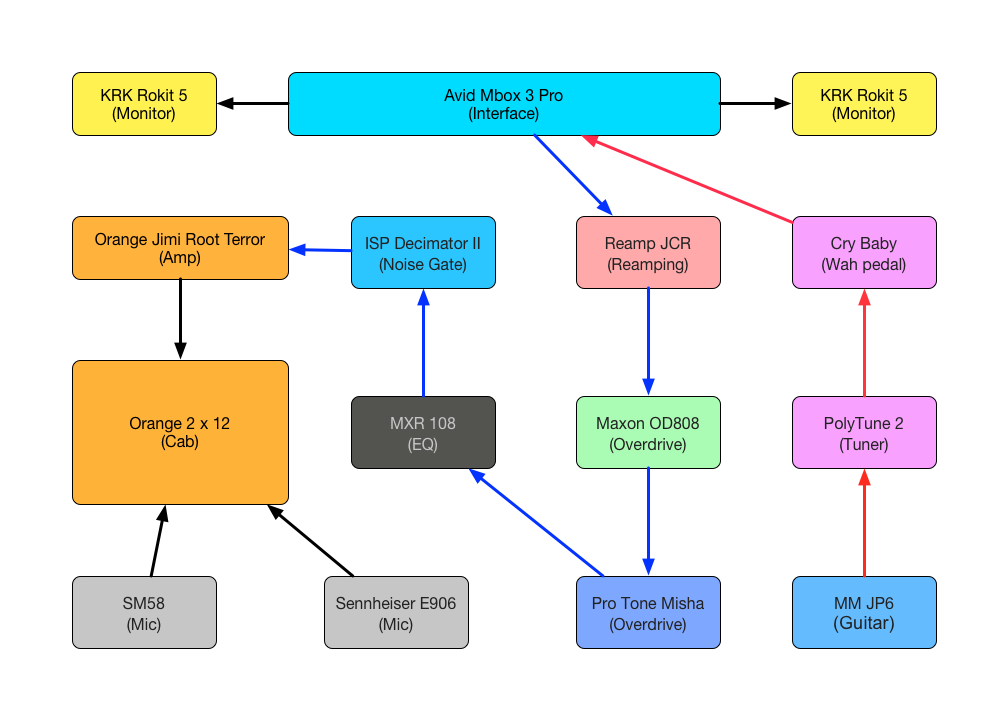 KRK Rokit 5
(Monitor)
Avid Mbox 3 Pro
(Interface)
KRK Rokit 5
(Monitor)
Orange Jimi Root Terror
(Amp)
ISP Decimator II
(Noise Gate)
Reamp JCR
(Reamping)
Cry Baby
(Wah pedal)
Orange 2 x 12
(Cab)
MXR 108
(EQ)
Maxon OD808
(Overdrive)
PolyTune 2
(Tuner)
SM58
(Mic)
Sennheiser E906
(Mic)
Pro Tone Misha
(Overdrive)
MM JP6
(Guitar)